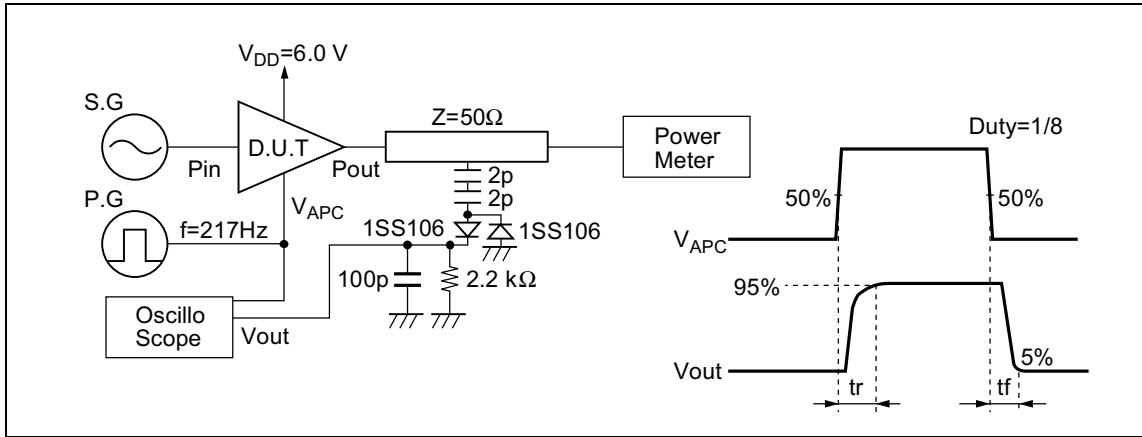 V_DD=6.0 V
S.G
Z=50Ω
D.U.T
Pin
Pout
Power
Meter
2p
2p
P.G
V_APC
f=217Hz
1SS106
1SS106
100p
2.2 kΩ
Oscillo
Scope
Vout
Duty=1/8
50%
50%
V_APC
95%
Vout
5%
tr
tf